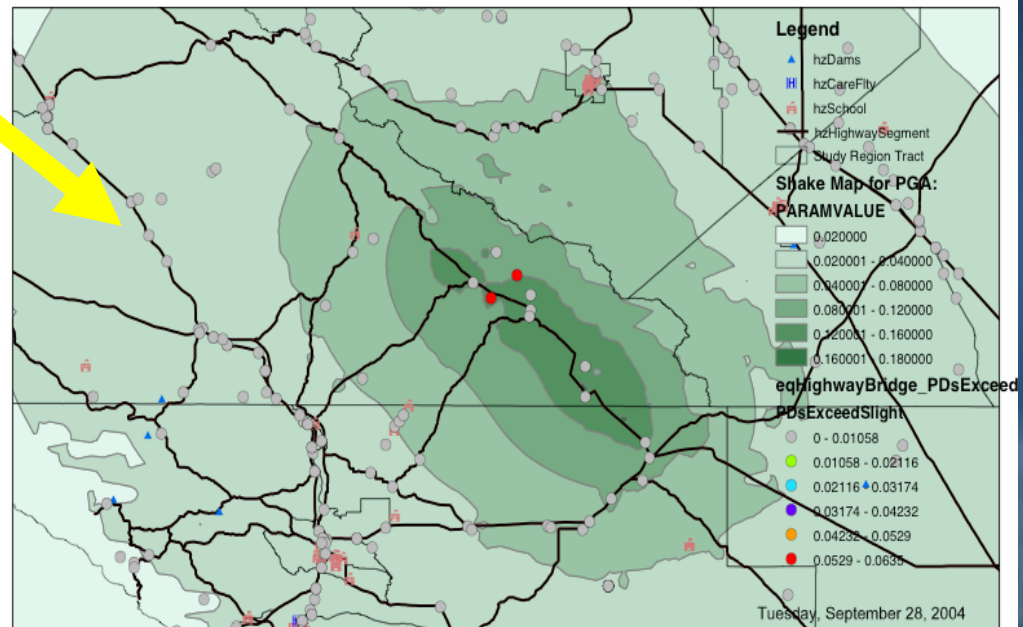 Legend
hzDams
H hzCareFlty
hzSchool
hzHighwaySegment
Study Region Tract
Shake Map for PGA:
PARAMVALUE
0.020000
0.020001 - 0.040000
0.040001 - 0.080000
0.080001 - 0.120000
0.120001 - 0.160000
0.160001 - 0.180000
eqHighwayBridge_PDsExceed
PDsExceedSlight
0 - 0.01058
0.01058 - 0.02116
0.02116 - 0.03174
0.03174 - 0.04232
0.04232 - 0.0529
0.0529 - 0.0635
Tuesday, September 28, 2004